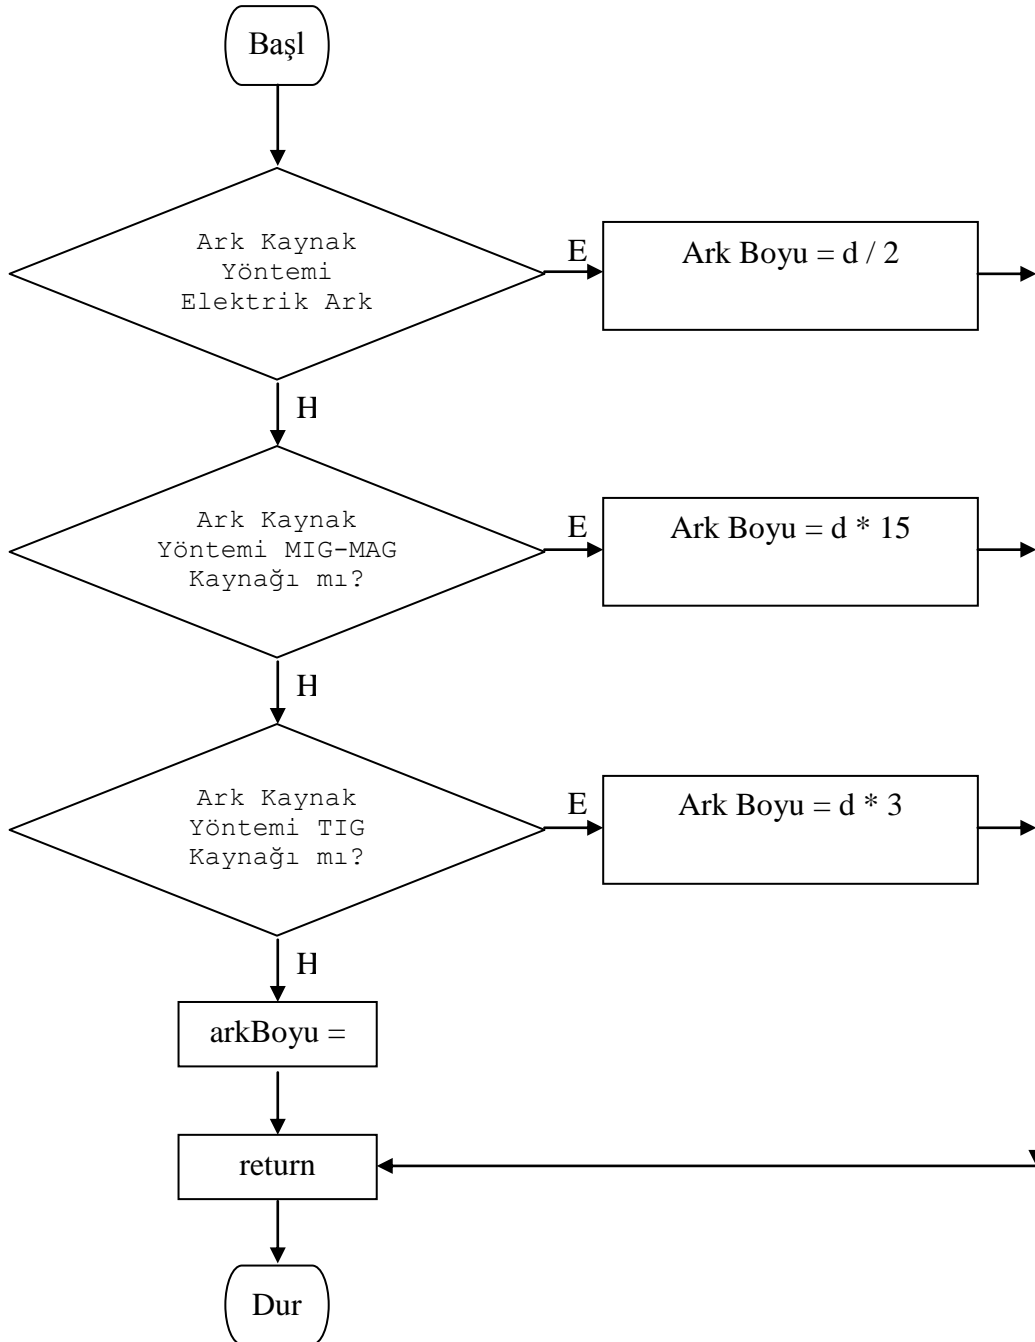 Başl
Ark Kaynak
Yöntemi
Elektrik Ark
E
Ark Boyu = d / 2
H
Ark Kaynak
Yöntemi MIG-MAG
Kaynağı mı?
E
Ark Boyu = d * 15
H
Ark Kaynak
Yöntemi TIG
Kaynağı mı?
E
Ark Boyu = d * 3
H
arkBoyu =
return
Dur